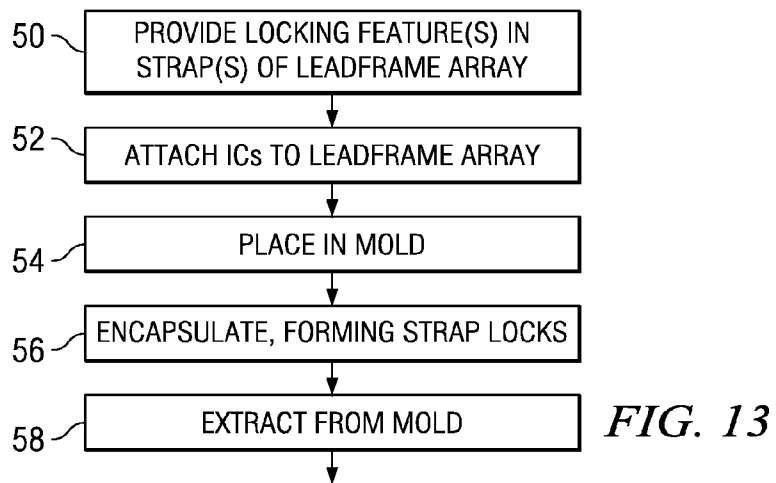 50
PROVIDE LOCKING FEATURE(S) IN
STRAP(S) OF LEADFRAME ARRAY
52
ATTACH ICs TO LEADFRAME ARRAY
54
PLACE IN MOLD
56
ENCAPSULATE, FORMING STRAP LOCKS
58
EXTRACT FROM MOLD
FIG. 13